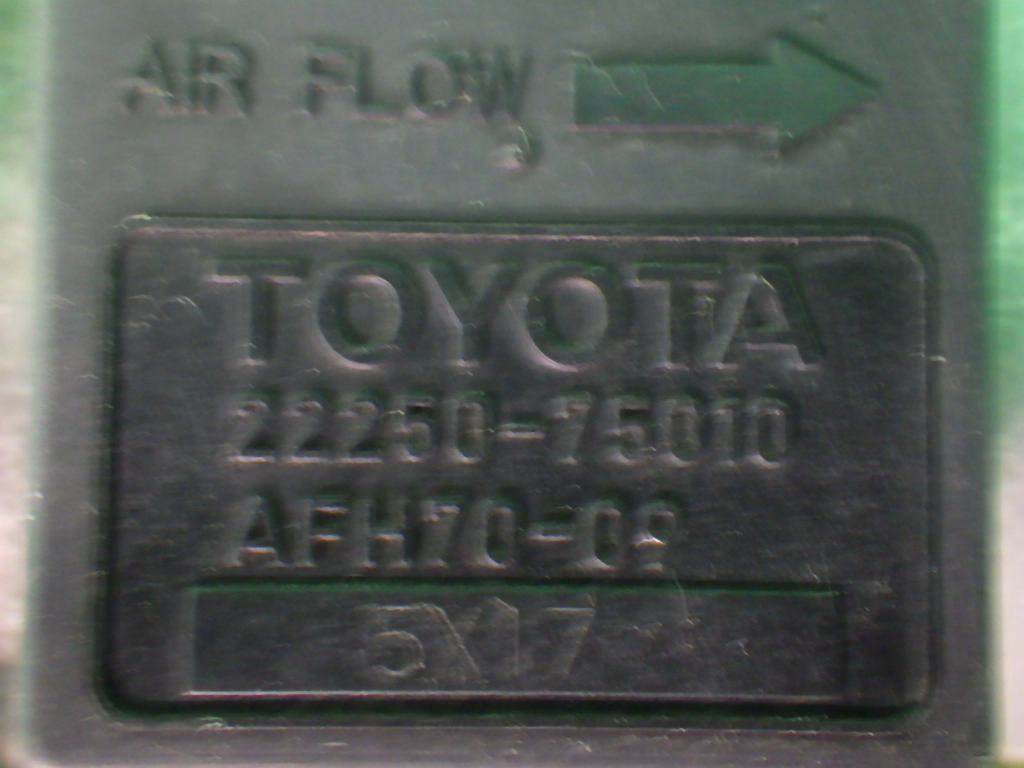 AIR FLOW
TOYOTA
22250-75010
AFH70-09
5X17